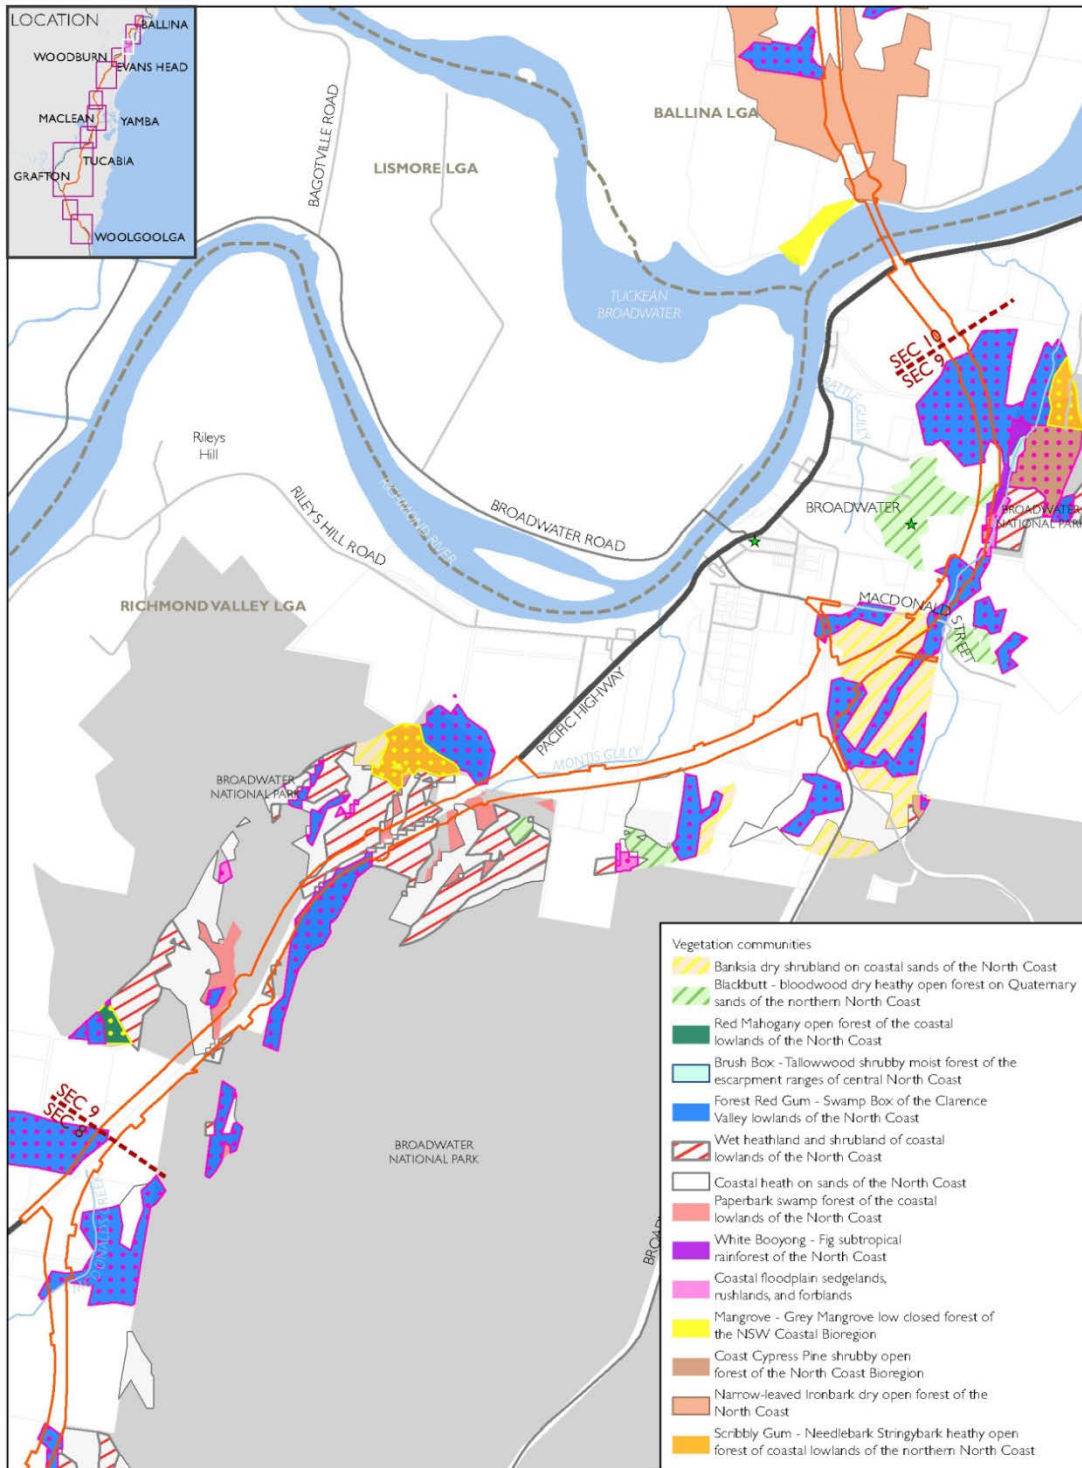 LOCATION
BALLINA
WOODBURN
EVANS HEAD
MACLEAN
YAMBA
TUCABIA
GRAFTON
WOOLGOOLGA
BAGOTVILLE ROAD
LISMORE LGA
BALLINA LGA
TUCKEAN
BROADWATER
SEC 10
SEC 9
RATTLE GULLY
Rileys
Hill
RILEYS HILL ROAD
RICHMOND RIVER
BROADWATER ROAD
BROADWATER
BROADWATER
NATIONAL PARK
RICHMOND VALLEY LGA
MACDONALD STREET
PACIFIC HIGHWAY
MONTIS GULLY
BROADWATER
NATIONAL PARK
SEC 9
SEC 8
BROADWATER
NATIONAL PARK
BROAD
Vegetation communities
Banksia dry shrubland on coastal sands of the North Coast
Blackbutt - bloodwood dry heathy open forest on Quaternary
sands of the northern North Coast
Red Mahogany open forest of the coastal
lowlands of the North Coast
Brush Box - Tallowwood shrubby moist forest of the
escarpment ranges of central North Coast
Forest Red Gum - Swamp Box of the Clarence
Valley lowlands of the North Coast
Wet heathland and shrubland of coastal
lowlands of the North Coast
Coastal heath on sands of the North Coast
Paperbark swamp forest of the coastal
lowlands of the North Coast
White Booyong - Fig subtropical
rainforest of the North Coast
Coastal floodplain sedgelands,
rushlands, and forblands
Mangrove - Grey Mangrove low closed forest of
the NSW Coastal Bioregion
Coast Cypress Pine shrubby open
forest of the North Coast Bioregion
Narrow-leaved Ironbark dry open forest of the
North Coast
Scribbly Gum - Needlebark Stringybark heathy open
forest of coastal lowlands of the northern North Coast